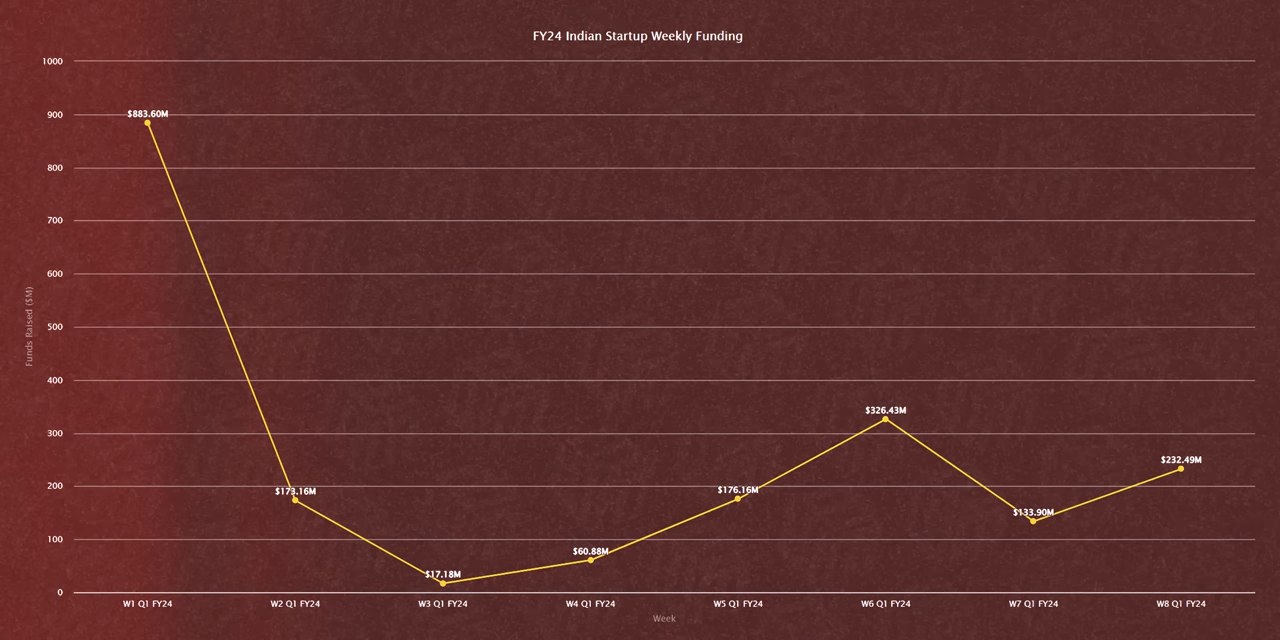 FY24 Indian Startup Weekly Funding
1000
900
800
700
600
500
400
300
200
100
0
Funds Raised ($M)
$883.60M
$173.16M
$17.18M
$60.88M
$176.16M
$326.43M
$133.90M
$232.49M
W1 Q1 FY24
W2 Q1 FY24
W3 Q1 FY24
W4 Q1 FY24
W5 Q1 FY24
W6 Q1 FY24
W7 Q1 FY24
W8 Q1 FY24
Week